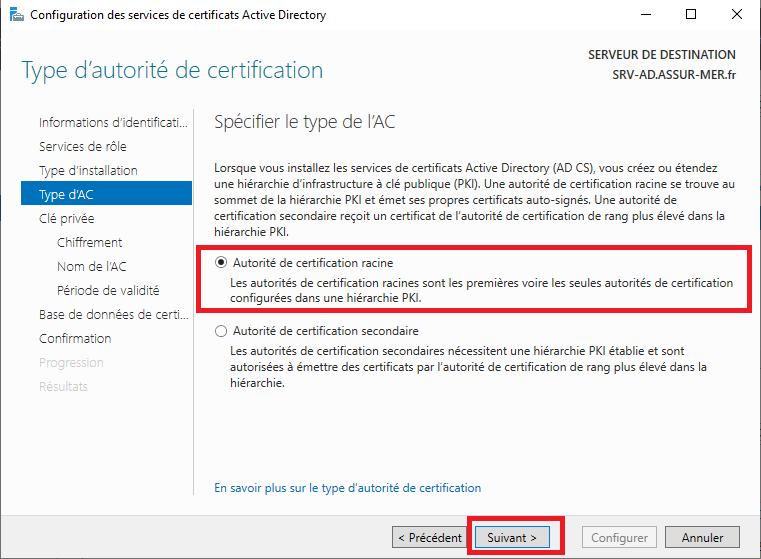 Configuration des services de certificats Active Directory
Type d'autorité de certification
SERVEUR DE DESTINATION
SRV-AD.ASSUR-MER.fr
Informations d'identificati...
Services de rôle
Type d'installation
Type d'AC
Clé privée
Chiffrement
Nom de l'AC
Période de validité
Base de données de certi...
Confirmation
Progression
Résultats
Spécifier le type de l'AC
Lorsque vous installez les services de certificats Active Directory (AD CS), vous créez ou étendez
une hiérarchie d'infrastructure à clé publique (PKI). Une autorité de certification racine se trouve au
sommet de la hiérarchie PKI et émet ses propres certificats auto-signés. Une autorité de
certification secondaire reçoit un certificat de l'autorité de certification de rang plus élevé dans la
hiérarchie PKI.
Autorité de certification racine
Les autorités de certification racines sont les premières voire les seules autorités de certification
configurées dans une hiérarchie PKI.
Autorité de certification secondaire
Les autorités de certification secondaires nécessitent une hiérarchie PKI établie et sont
autorisées à émettre des certificats par l'autorité de certification de rang plus élevé dans la
hiérarchie.
En savoir plus sur le type d'autorité de certification
< Précédent
Suivant >
Configurer
Annuler